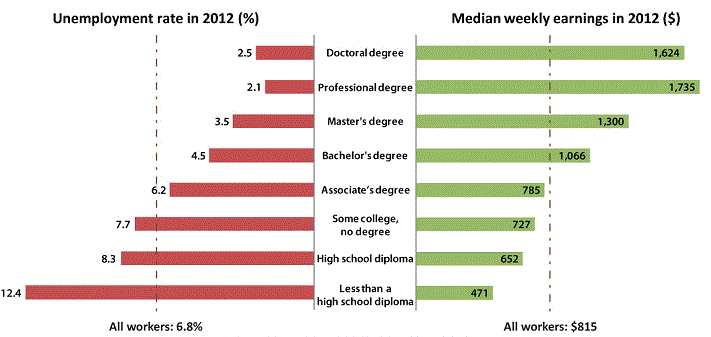 Unemployment rate in 2012 (%) Median weekly earnings in 2012 ($)
2.5 Doctoral degree 1,624
2.1 Professional degree 1,735
3.5 Master's degree 1,300
4.5 Bachelor's degree 1,066
6.2 Associate's degree 785
7.7 Some college,
no degree 727
8.3 High school diploma 652
12.4 Less than a
high school diploma 471
All workers: 6.8% All workers: $815